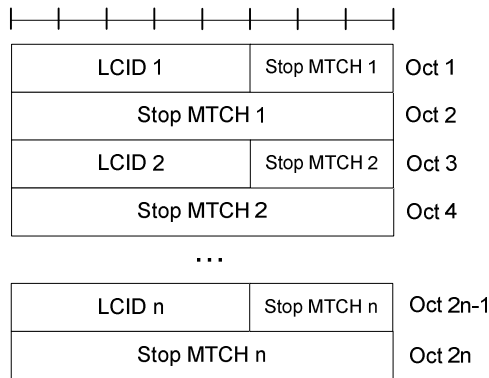 LCID 1 Stop MTCH 1 Oct 1
Stop MTCH 1 Oct 2
LCID 2 Stop MTCH 2 Oct 3
Stop MTCH 2 Oct 4
...
LCID n Stop MTCH n Oct 2n-1
Stop MTCH n Oct 2n